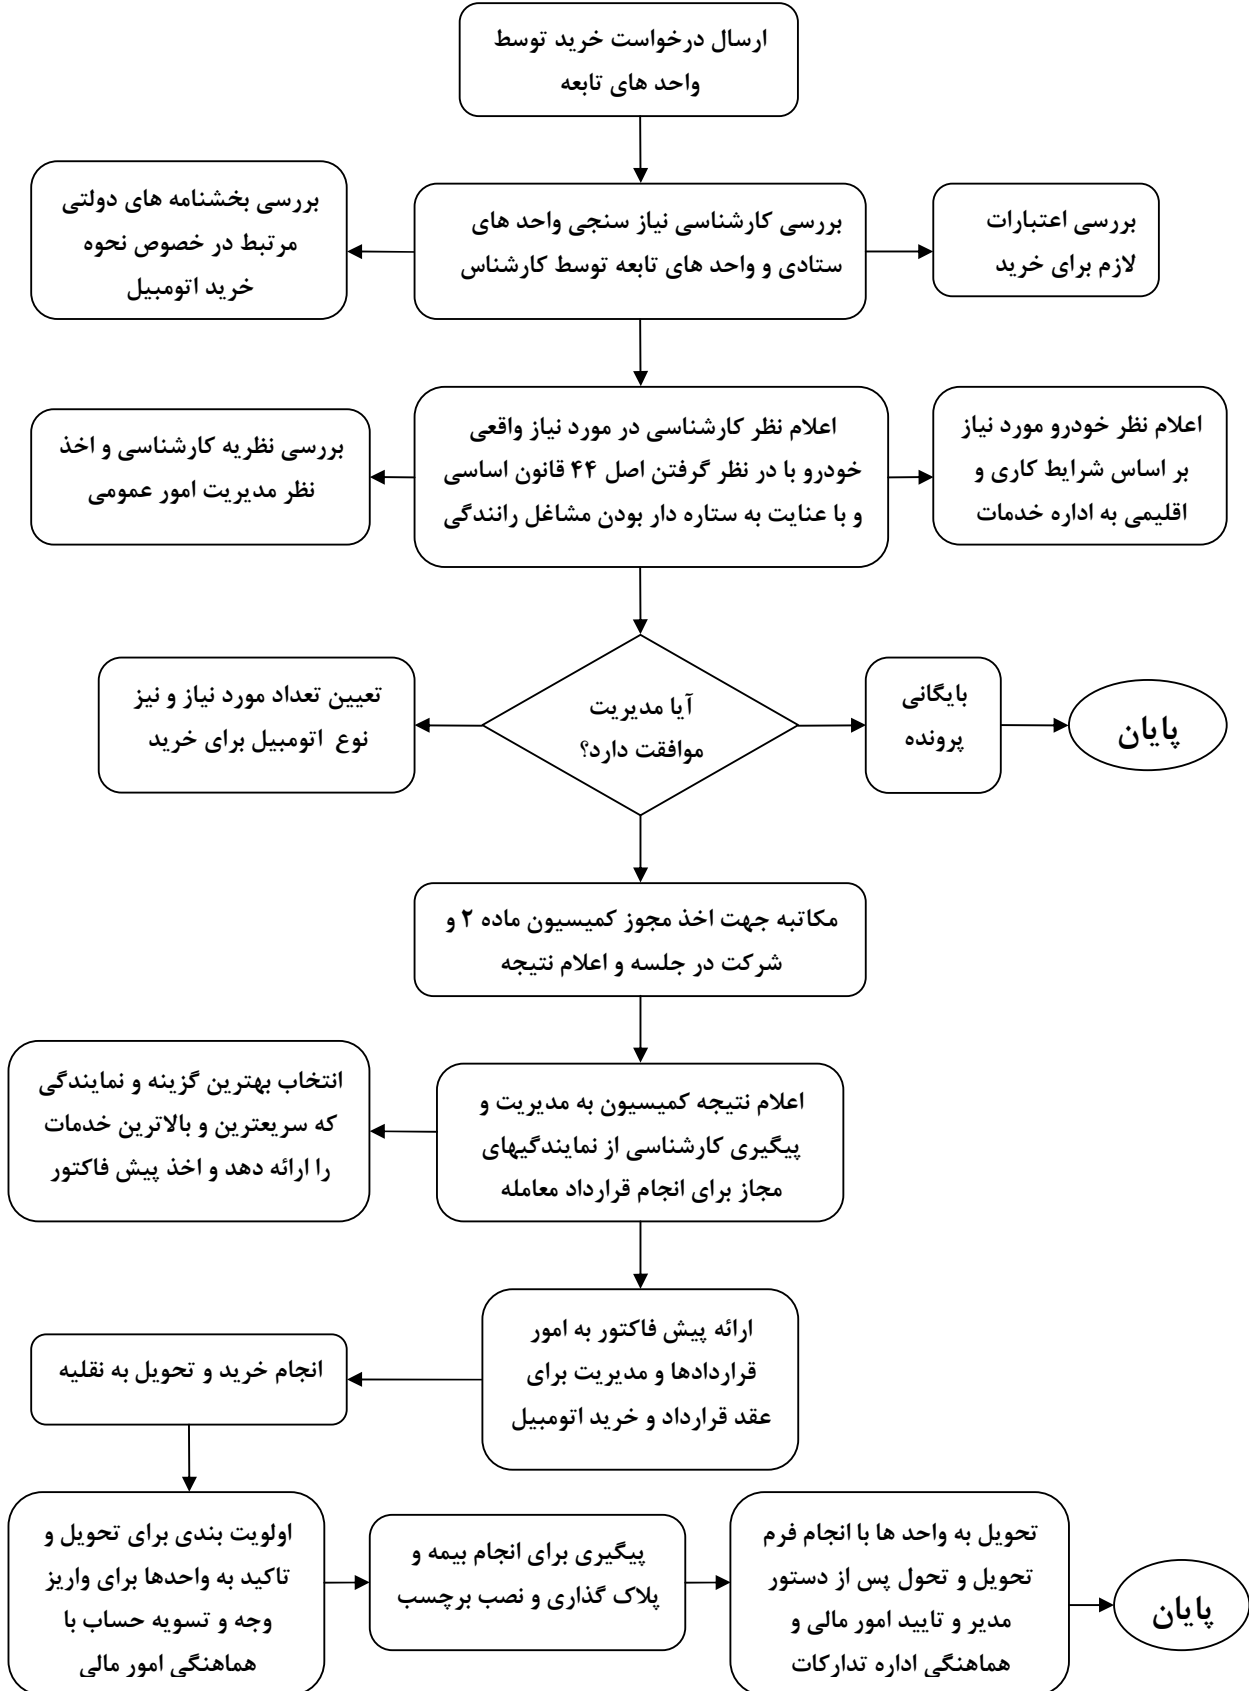 ارسال درخواست خرید توسط
واحد های تابعه
بررسی اعتبارات
لازم برای خرید
بررسی کارشناسی نیاز سنجی واحد های
ستادی و واحد های تابعه توسط کارشناس
بررسی بخشنامه های دولتی
مرتبط در خصوص نحوه
خرید اتومبیل
اعلام نظر خودرو مورد نیاز
بر اساس شرایط کاری و
اقلیمی به اداره خدمات
اعلام نظر کارشناسی در مورد نیاز واقعی
خودرو با در نظر گرفتن اصل ۴۴ قانون اساسی
و با عنایت به ستاره دار بودن مشاغل رانندگی
بررسی نظریه کارشناسی و اخذ
نظر مدیریت امور عمومی
پایان
بایگانی
پرونده
آیا مدیریت
موافقت دارد؟
تعیین تعداد مورد نیاز و نیز
نوع اتومبیل برای خرید
مکاتبه جهت اخذ مجوز کمیسیون ماده ۲ و
شرکت در جلسه و اعلام نتیجه
اعلام نتیجه کمیسیون به مدیریت و
پیگیری کارشناسی از نمایندگیهای
مجاز برای انجام قرارداد معامله
انتخاب بهترین گزینه و نمایندگی
که سریعترین و بالاترین خدمات
را ارائه دهد و اخذ پیش فاکتور
ارائه پیش فاکتور به امور
قراردادها و مدیریت برای
عقد قرارداد و خرید اتومبیل
انجام خرید و تحویل به نقلیه
اولویت بندی برای تحویل و
تاکید به واحدها برای واریز
وجه و تسویه حساب با
هماهنگی امور مالی
پیگیری برای انجام بیمه و
پلاک گذاری و نصب برچسب
تحویل به واحد ها با انجام فرم
تحویل و تحول پس از دستور
مدیر و تایید امور مالی و
هماهنگی اداره تدارکات
پایان